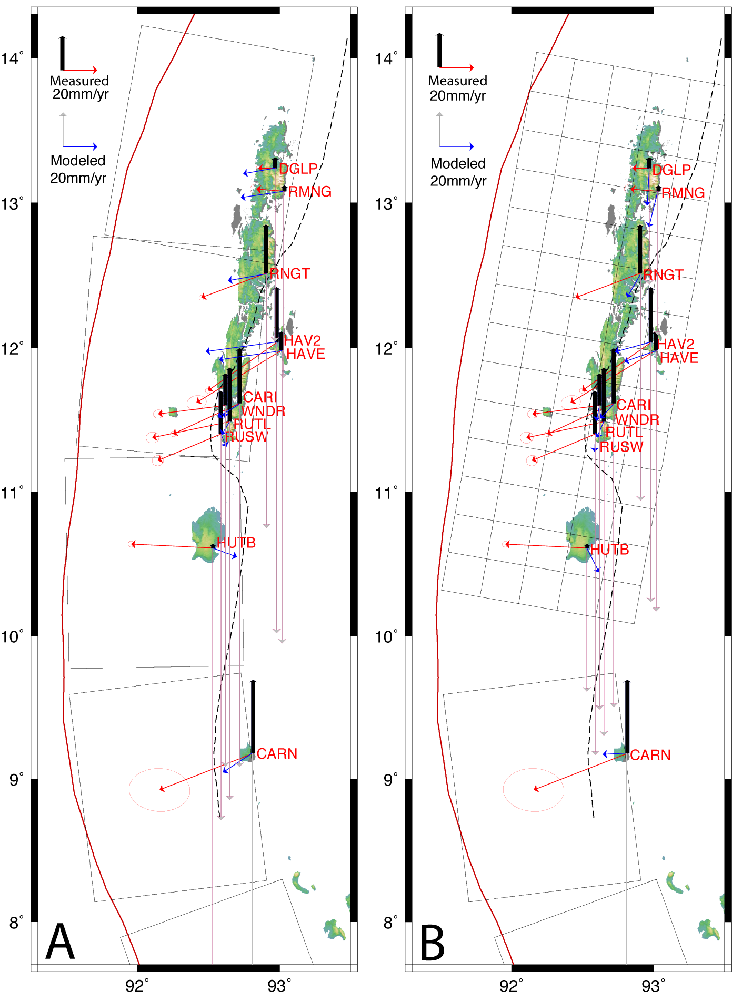 14°
13°
12°
11°
10°
9°
8°
92°
93°
Measured
20mm/yr
Modeled
20mm/yr
DGLP
RMNG
RNGT
HAV2
HAVE
CARI
WNDR
RUTL
RUSW
HUTB
CARN
A
14°
13°
12°
11°
10°
9°
8°
92°
93°
Measured
20mm/yr
Modeled
20mm/yr
DGLP
RMNG
RNGT
HAV2
HAVE
CARI
WNDR
RUTL
RUSW
HUTB
CARN
B